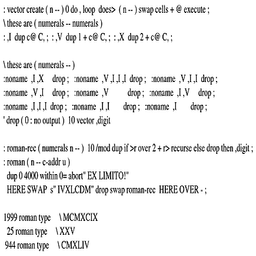 : vector create ( n -- ) 0 do , loop does> ( n -- ) swap cells + @ execute ;
\ these are ( numerals -- numerals )
: ,I dup c@ C, ; : ,V dup 1 + c@ C, ; : ,X dup 2 + c@ C, ;
\ these are ( numerals -- )
:noname ,I ,X drop ; :noname ,V ,I ,I ,I drop ; :noname ,V ,I ,I drop ;
:noname ,V ,I drop ; :noname ,V drop ; :noname ,I ,V drop ;
:noname ,I ,I ,I drop ; :noname ,I ,I drop ; :noname ,I drop ;
' drop ( 0 : no output ) 10 vector ,digit
: roman-rec ( numerals n -- ) 10 /mod dup if >r over 2 + r> recurse else drop then ,digit ;
: roman ( n -- c-addr u )
dup 0 4000 within 0= abort" EX LIMITO!"
HERE SWAP s" IVXLCDM" drop swap roman-rec HERE OVER - ;
1999 roman type \ MCMXCIX
25 roman type \ XXV
944 roman type \ CMXLIV